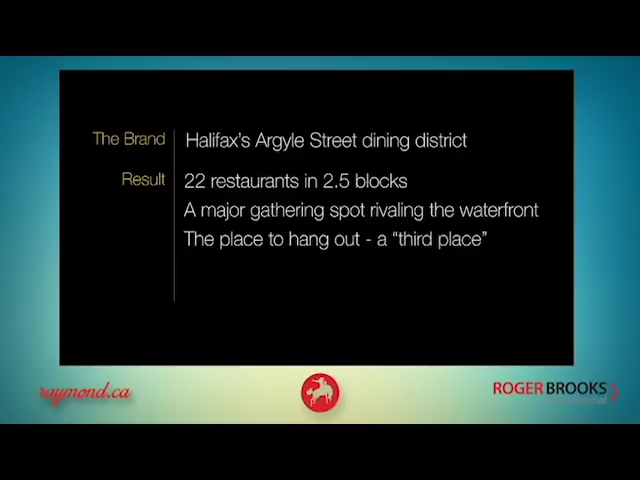 The Brand Halifax's Argyle Street dining district
Result 22 restaurants in 2.5 blocks
A major gathering spot rivaling the waterfront
The place to hang out - a “third place”
raymond.ca
ROGER BROOKS